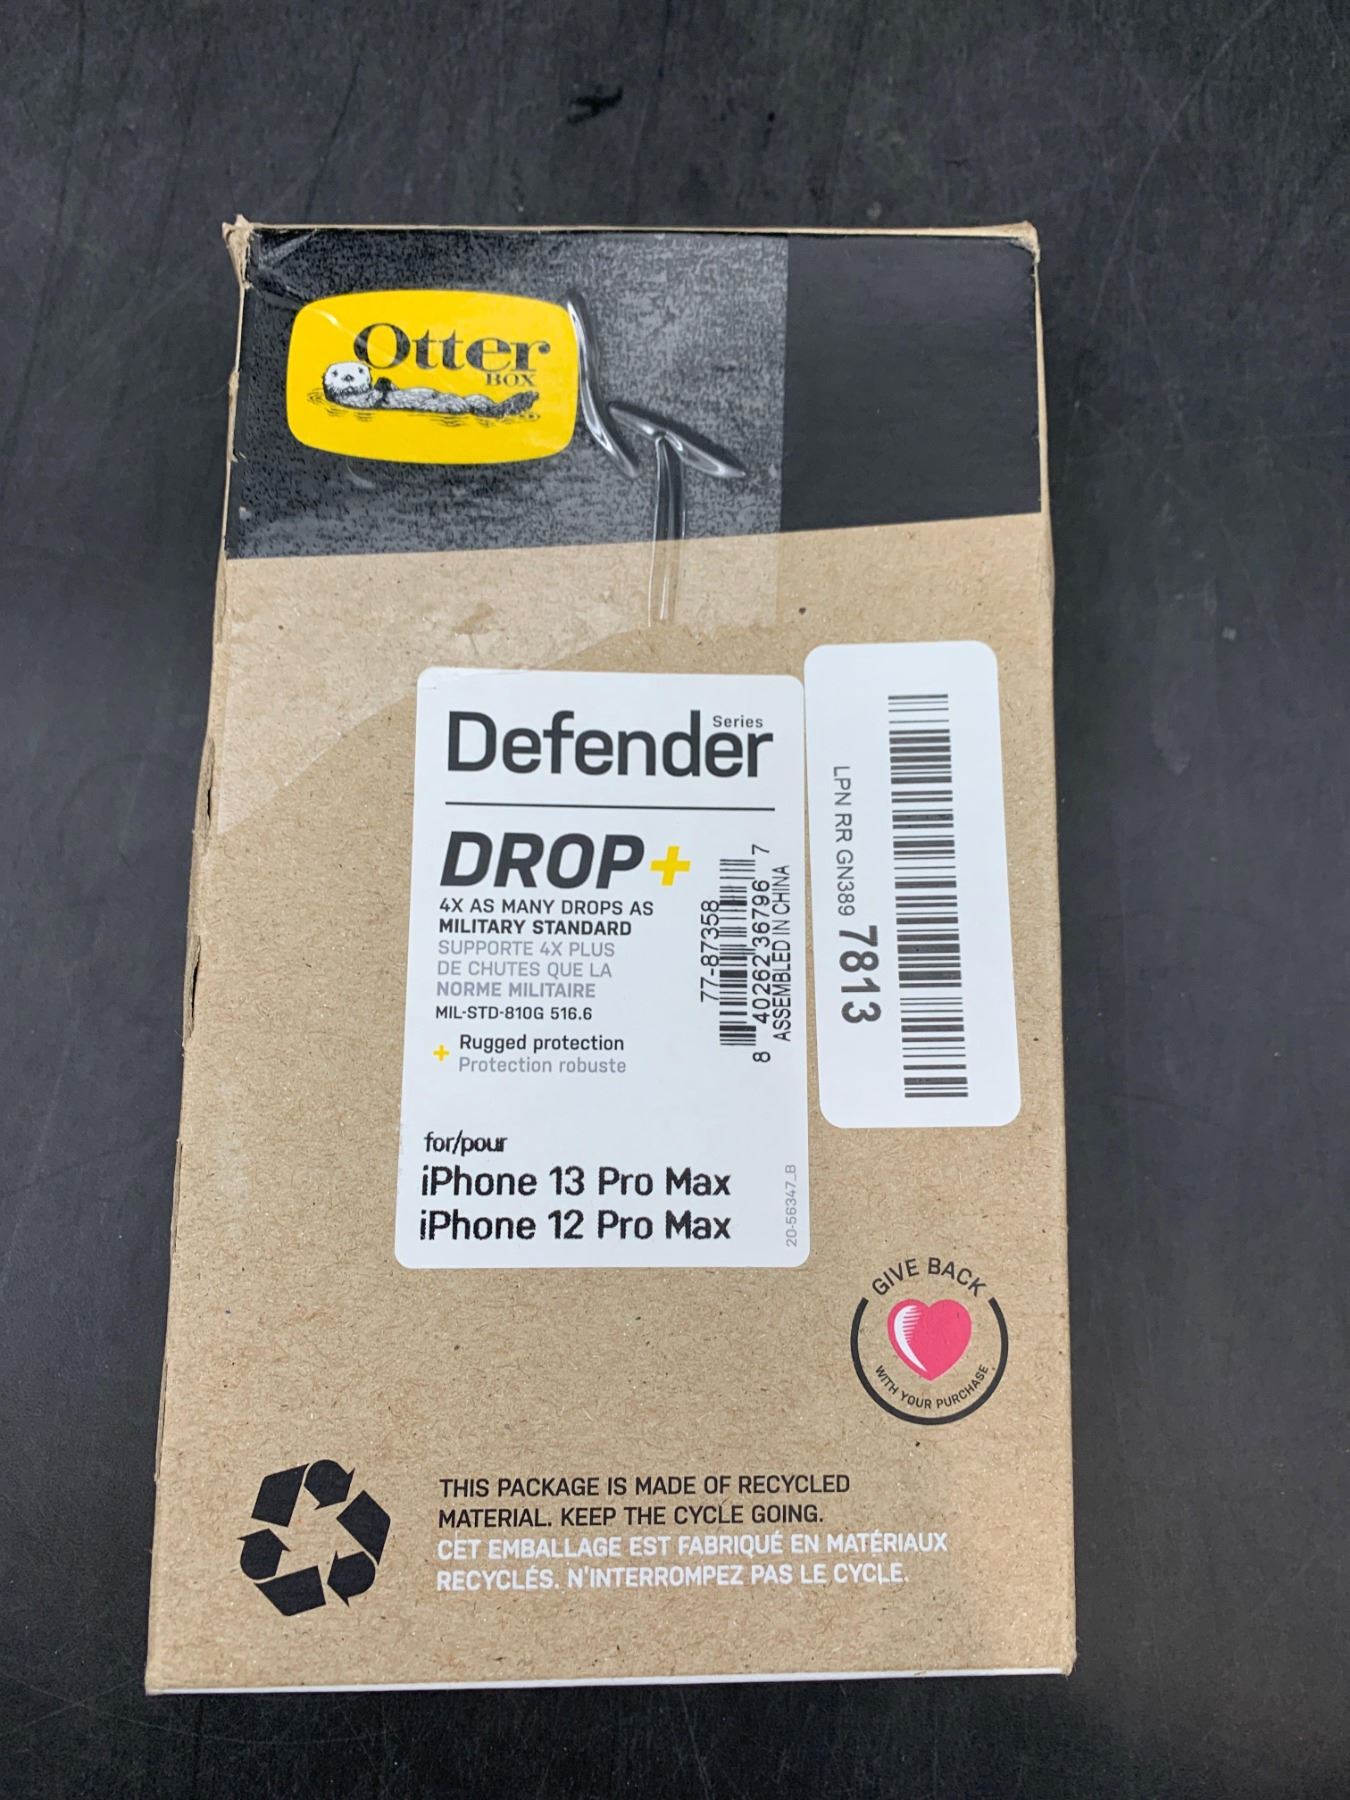 Otter
BOX
Defender Series
DROP+
4X AS MANY DROPS AS
MILITARY STANDARD
SUPPORTE 4X PLUS
DE CHUTES QUE LA
NORME MILITAIRE
MIL-STD-810G 516.6
+ Rugged protection
Protection robuste
for/pour
iPhone 13 Pro Max
iPhone 12 Pro Max
77-87358
8 40262 36796 7
ASSEMBLED IN CHINA
20-56347_B
LPN RR GN389 7813
GIVE BACK
WITH YOUR PURCHASE
THIS PACKAGE IS MADE OF RECYCLED
MATERIAL. KEEP THE CYCLE GOING.
CET EMBALLAGE EST FABRIQUÉ EN MATÉRIAUX
RECYCLÉS. N'INTERROMPEZ PAS LE CYCLE.